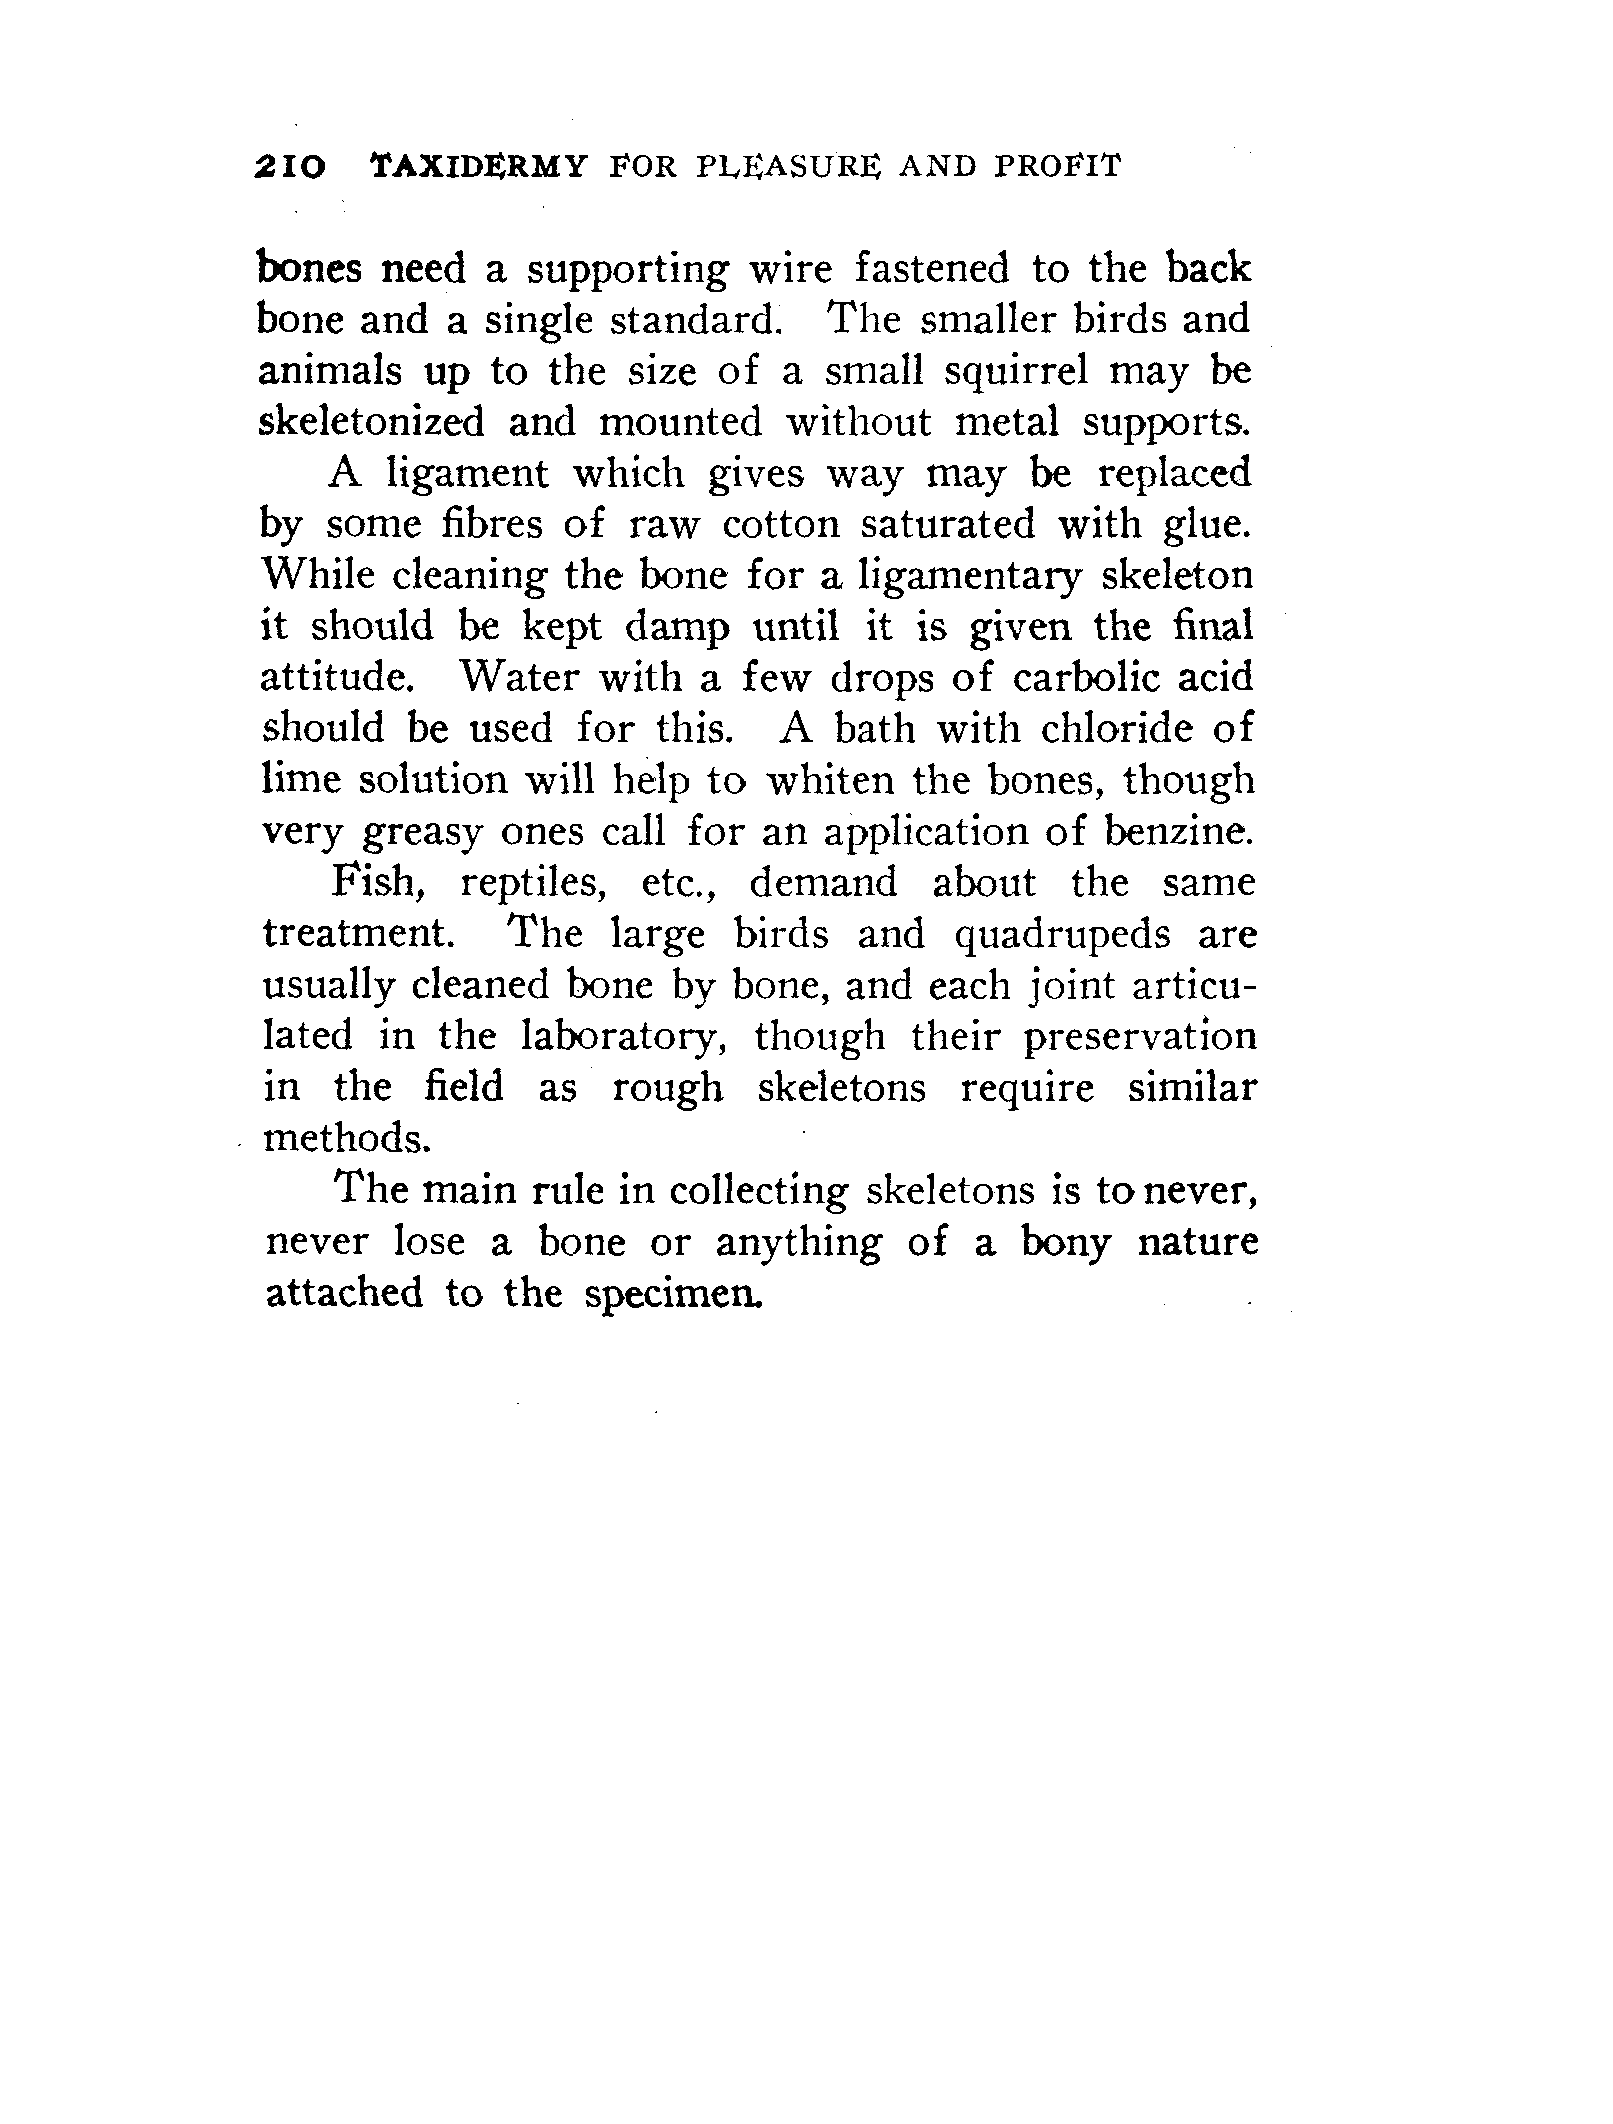 210 TAXIDERMY FOR PLEASURE AND PROFIT
bones need a supporting wire fastened to the back
bone and a single standard. The smaller birds and
animals up to the size of a small squirrel may be
skeletonized and mounted without metal supports.
A ligament which gives way may be replaced
by some fibres of raw cotton saturated with glue.
While cleaning the bone for a ligamentary skeleton
it should be kept damp until it is given the final
attitude. Water with a few drops of carbolic acid
should be used for this. A bath with chloride of
lime solution will help to whiten the bones, though
very greasy ones call for an application of benzine.
Fish, reptiles, etc., demand about the same
treatment. The large birds and quadrupeds are
usually cleaned bone by bone, and each joint articu-
lated in the laboratory, though their preservation
in the field as rough skeletons require similar
methods.
The main rule in collecting skeletons is to never,
never lose a bone or anything of a bony nature
attached to the specimen.